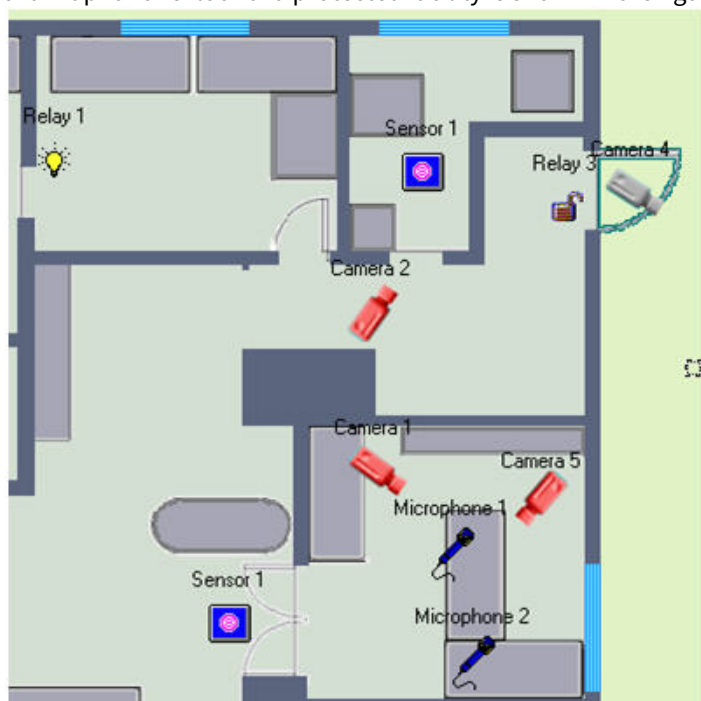 Relay 1
Sensor 1
Camera 4
Relay 3
Camera 2
Camera 1
Camera 5
Microphone 1
Sensor 1
Microphone 2